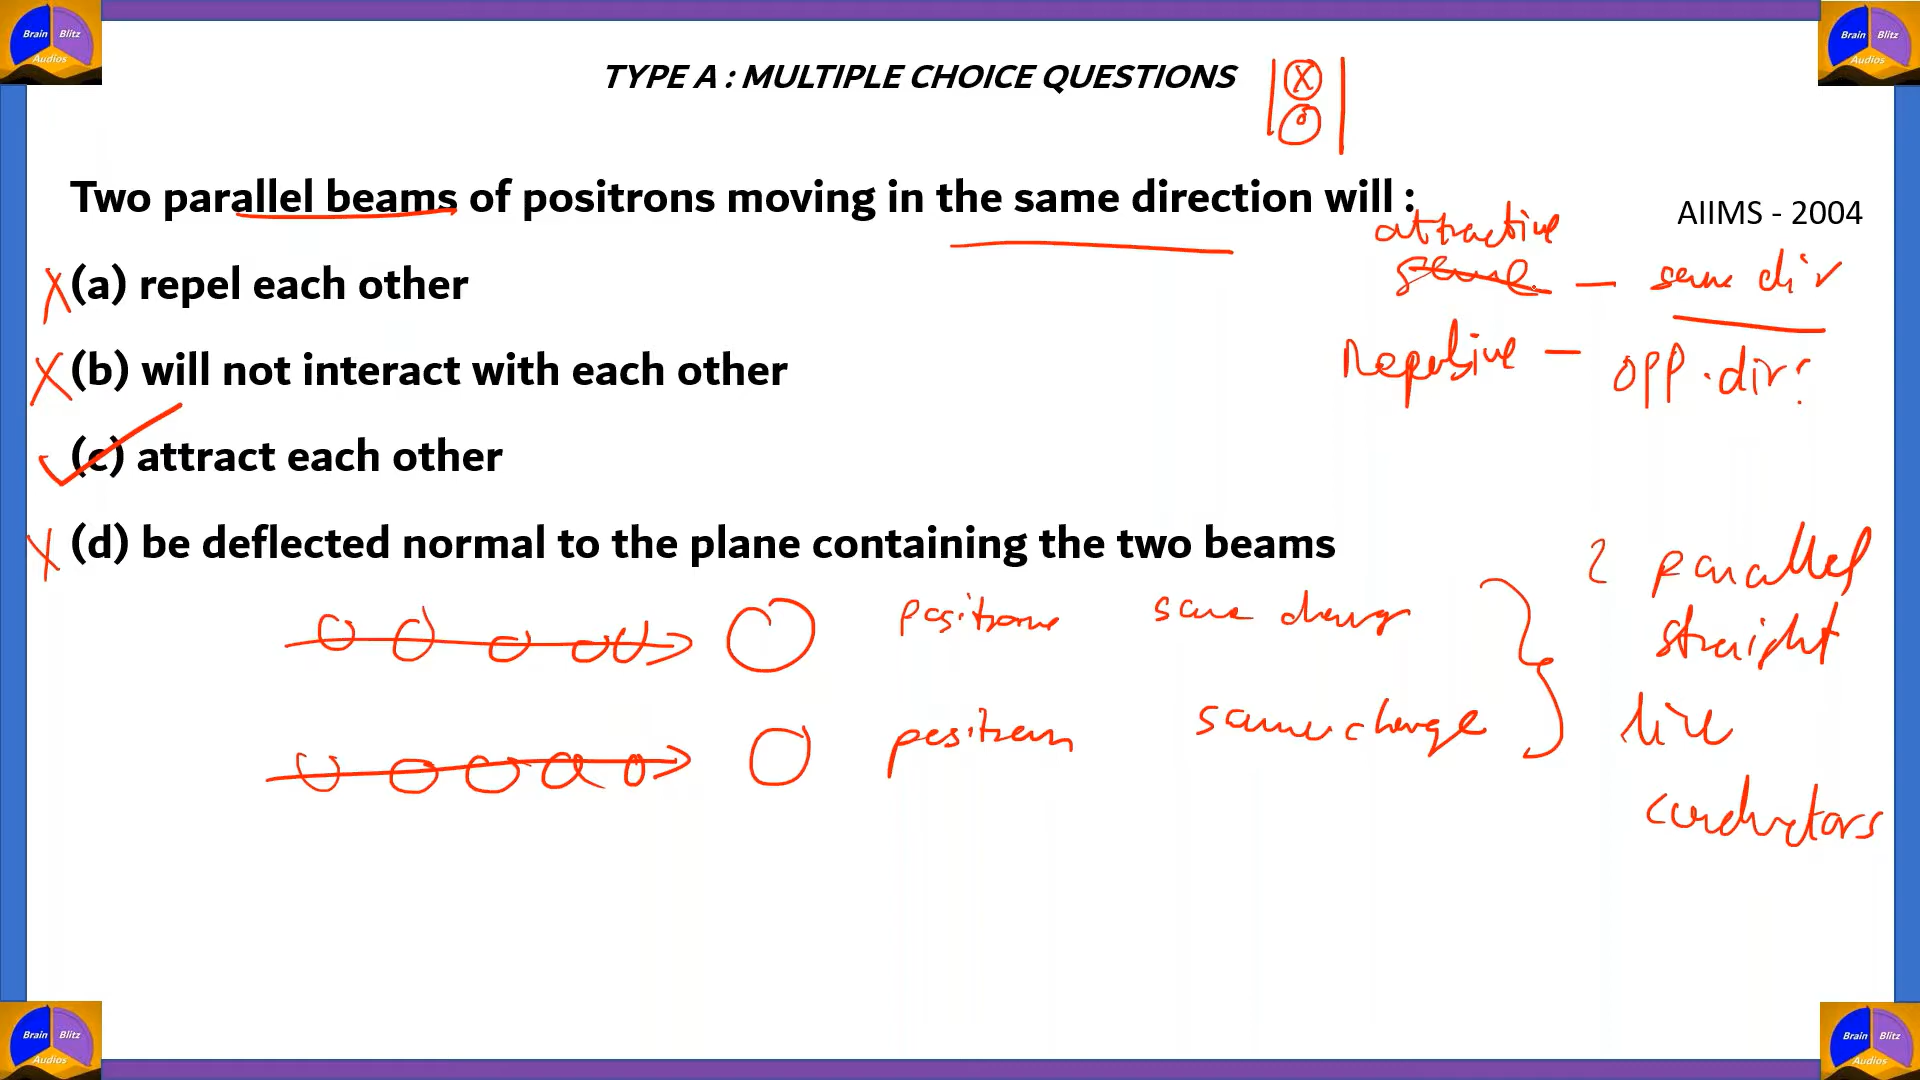 Brain Blitz
Audios
Brain Blitz
Audios
TYPE A : MULTIPLE CHOICE QUESTIONS
X
Two parallel beams of positrons moving in the same direction will :
AIIMS - 2004
attractive
same dir
X (a) repel each other
Repulsive — opp. dir
X (b) will not interact with each other
(c) attract each other
X (d) be deflected normal to the plane containing the two beams
2 parallel
straight
conductors
positrons
same charge
positron
same charge
Brain Blitz
Audios
Brain Blitz
Audios